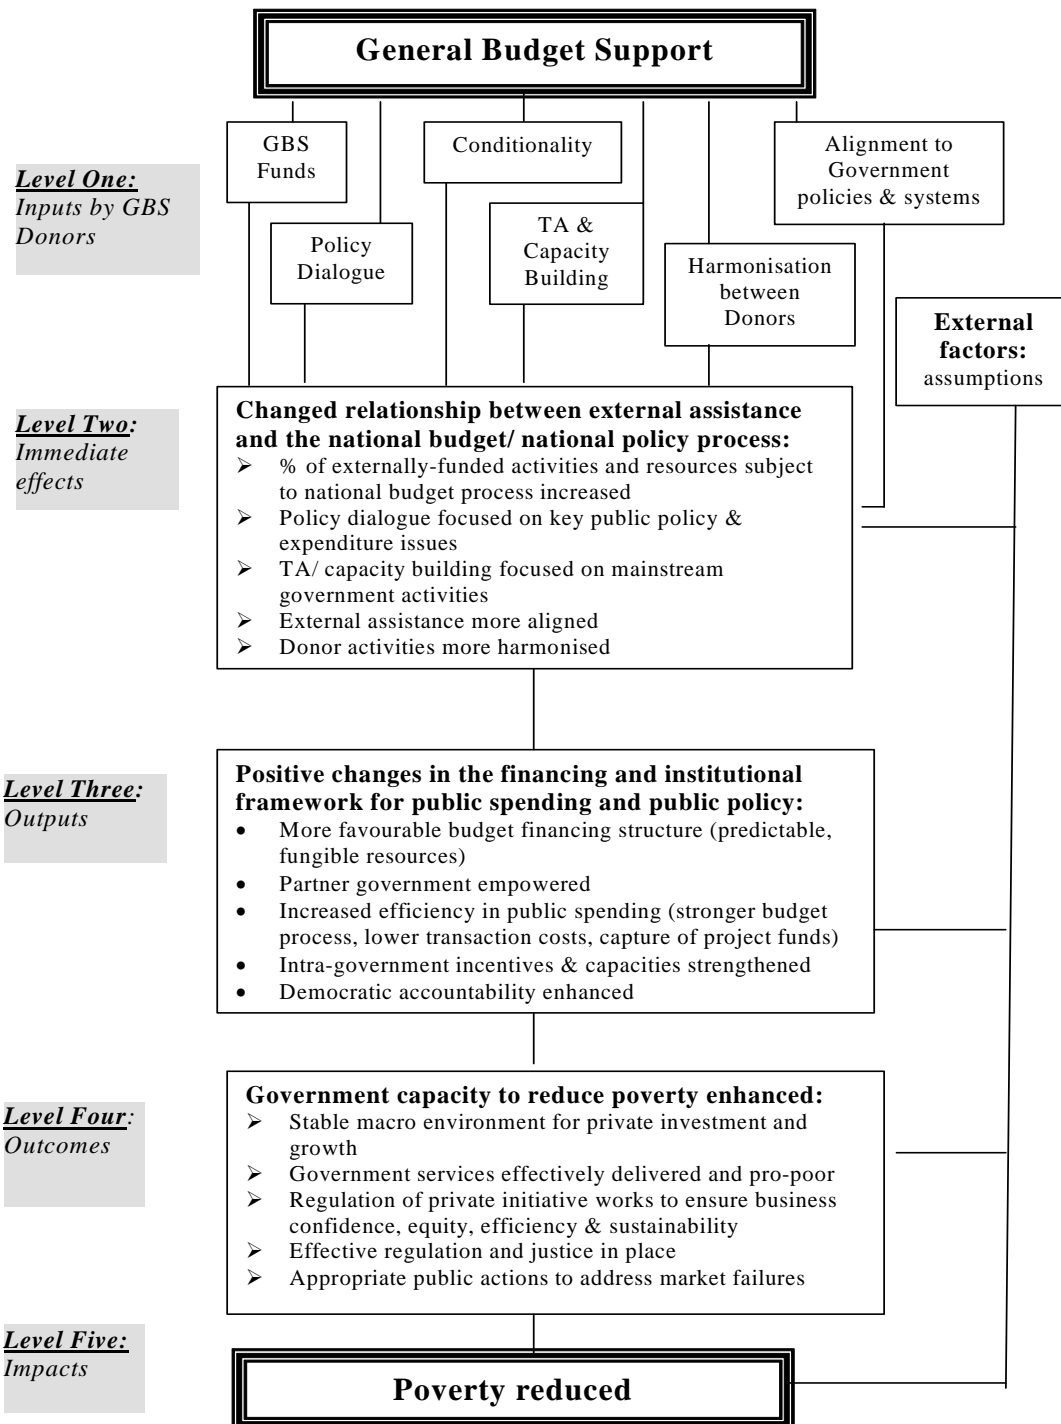 General Budget Support
GBS
Funds
Conditionality
Alignment to
Government
policies & systems
Level One:
Inputs by GBS
Donors
Policy
Dialogue
TA &
Capacity
Building
Harmonisation
between
Donors
External
factors:
assumptions
Level Two:
Immediate
effects
Changed relationship between external assistance
and the national budget/ national policy process:
➢ % of externally-funded activities and resources subject
to national budget process increased
➢ Policy dialogue focused on key public policy &
expenditure issues
➢ TA/ capacity building focused on mainstream
government activities
➢ External assistance more aligned
➢ Donor activities more harmonised
Level Three:
Outputs
Positive changes in the financing and institutional
framework for public spending and public policy:
• More favourable budget financing structure (predictable,
fungible resources)
• Partner government empowered
• Increased efficiency in public spending (stronger budget
process, lower transaction costs, capture of project funds)
• Intra-government incentives & capacities strengthened
• Democratic accountability enhanced
Level Four:
Outcomes
Government capacity to reduce poverty enhanced:
➢ Stable macro environment for private investment and
growth
➢ Government services effectively delivered and pro-poor
➢ Regulation of private initiative works to ensure business
confidence, equity, efficiency & sustainability
➢ Effective regulation and justice in place
➢ Appropriate public actions to address market failures
Level Five:
Impacts
Poverty reduced